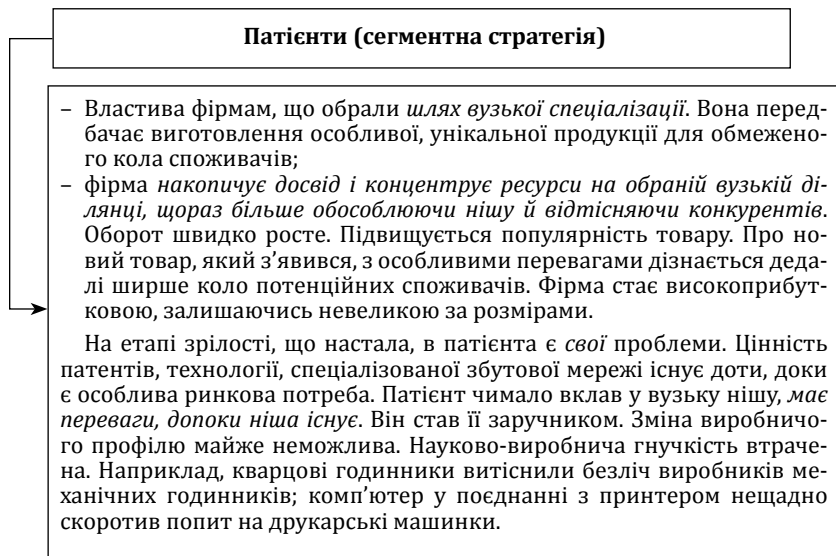 Патієнти (сегментна стратегія)
– Властива фірмам, що обрали шлях вузької спеціалізації. Вона перед-
бачає виготовлення особливої, унікальної продукції для обмежено-
го кола споживачів;
– фірма накопичує досвід і концентрує ресурси на обраній вузькій ді-
лянці, щораз більше обособлюючи нішу й відтісняючи конкурентів.
Оборот швидко росте. Підвищується популярність товару. Про но-
вий товар, який з’явився, з особливими перевагами дізнається деда-
лі ширше коло потенційних споживачів. Фірма стає високоприбут-
ковою, залишаючись невеликою за розмірами.
На етапі зрілості, що настала, в патієнта є свої проблеми. Цінність
патентів, технології, спеціалізованої збутової мережі існує доти, доки
є особлива ринкова потреба. Патієнт чимало вклав у вузьку нішу, має
переваги, допоки ніша існує. Він став її заручником. Зміна виробничо-
го профілю майже неможлива. Науково-виробнича гнучкість втраче-
на. Наприклад, кварцові годинники витіснили безліч виробників ме-
ханічних годинників; комп’ютер у поєднанні з принтером нещадно
скоротив попит на друкарські машинки.